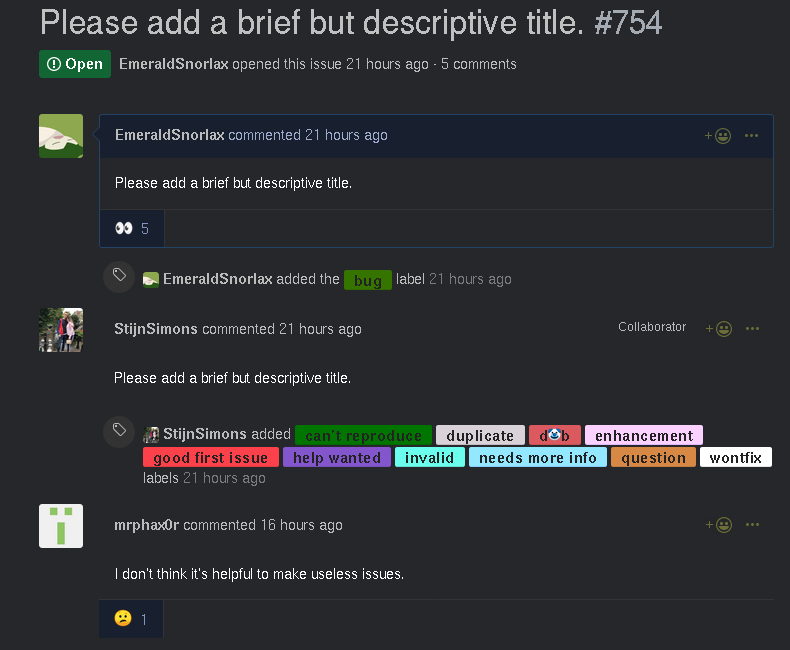 Please add a brief but descriptive title. #754
Open EmeraldSnorlax opened this issue 21 hours ago · 5 comments
EmeraldSnorlax commented 21 hours ago
Please add a brief but descriptive title.
👀 5
EmeraldSnorlax added the bug label 21 hours ago
StijnSimons commented 21 hours ago Collaborator
Please add a brief but descriptive title.
StijnSimons added can't reproduce duplicate d🤡b enhancement
good first issue help wanted invalid needs more info question wontfix
labels 21 hours ago
mrphax0r commented 16 hours ago
I don't think it's helpful to make useless issues.
😕 1